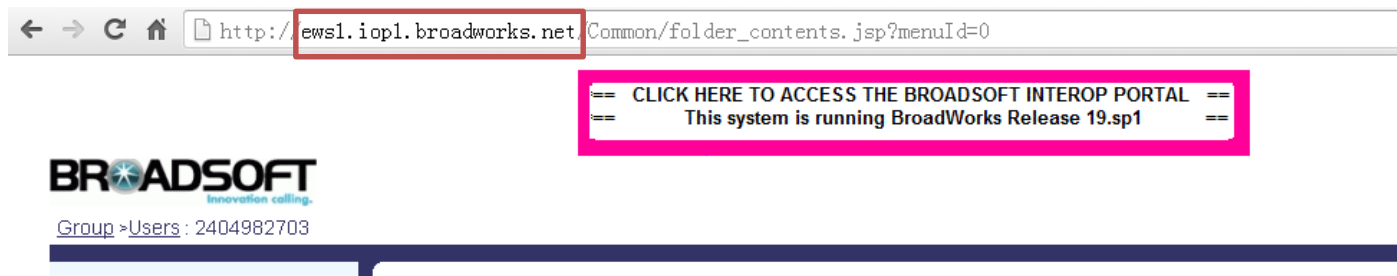 http://ews1.iop1.broadworks.net/Common/folder_contents.jsp?menuId=0
== CLICK HERE TO ACCESS THE BROADSOFT INTEROP PORTAL ==
== This system is running BroadWorks Release 19.sp1 ==
BROADSOFT
Innovation calling.
Group >Users : 2404982703